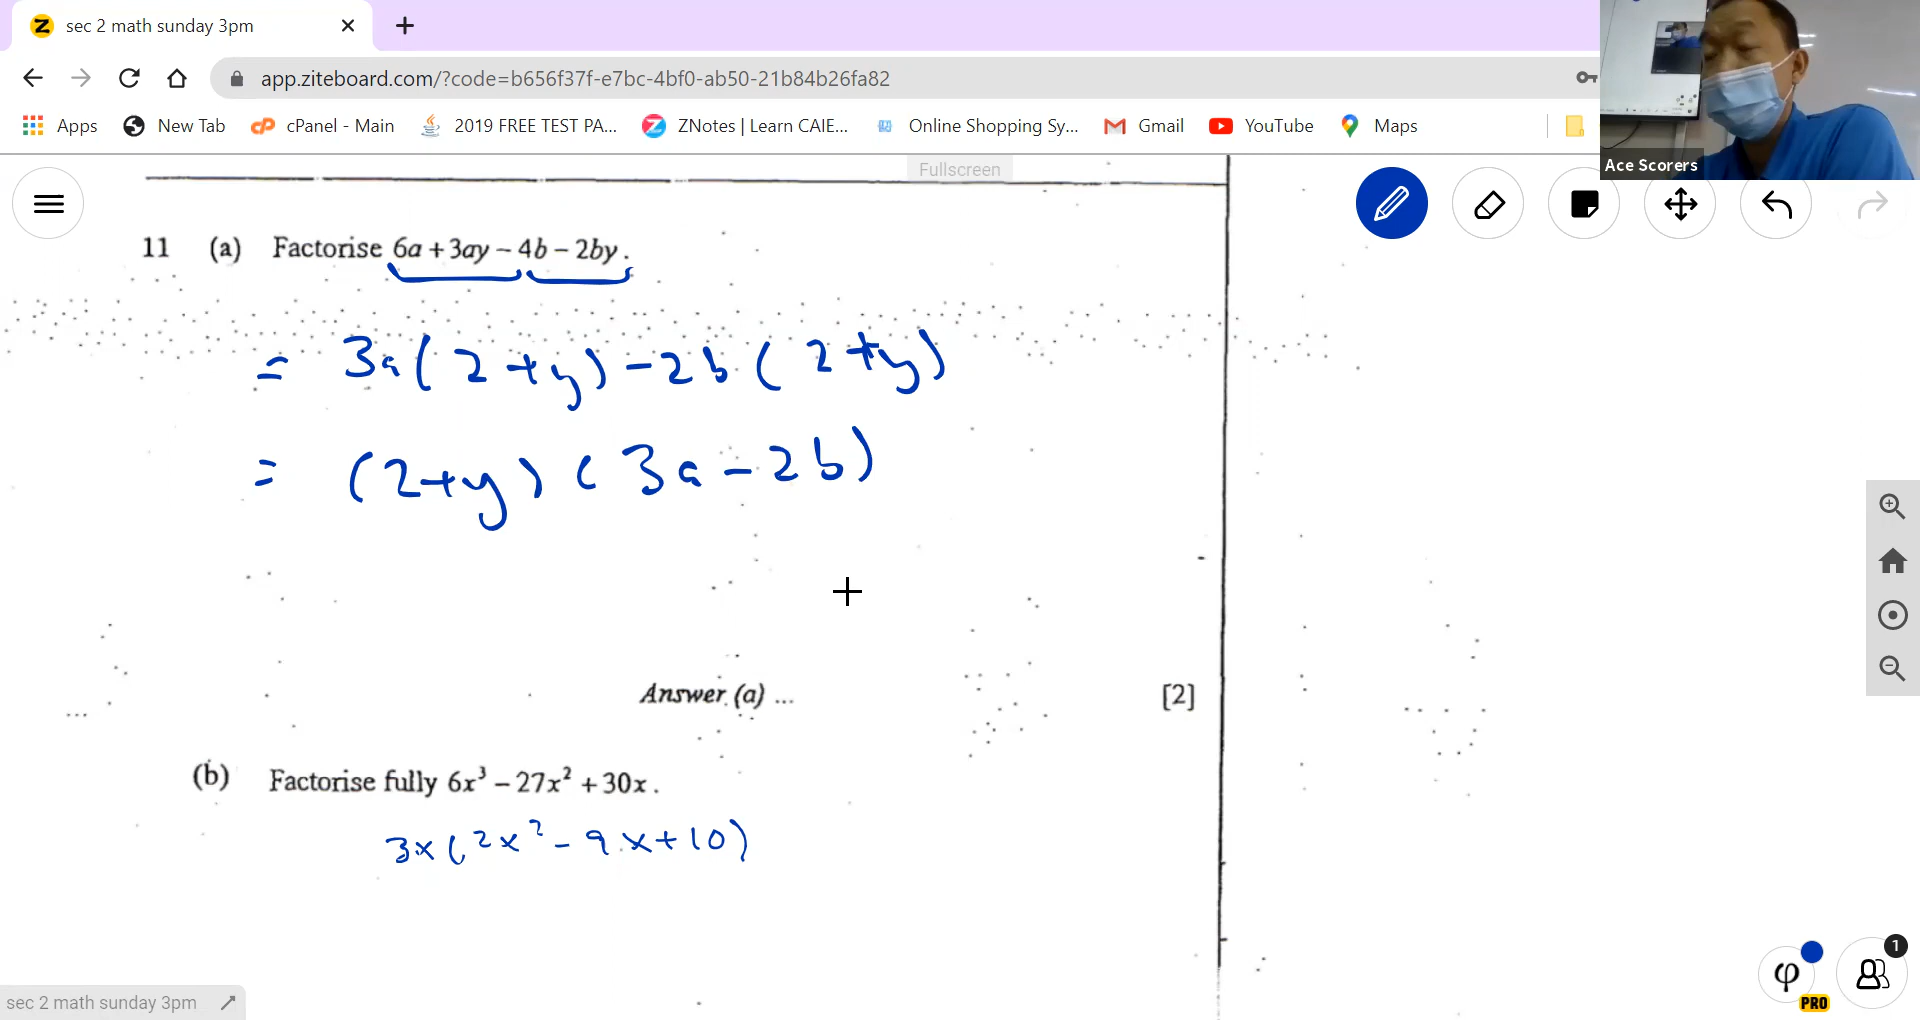 sec 2 math sunday 3pm
app.ziteboard.com/?code=b656f37f-e7bc-4bf0-ab50-21b84b26fa82
Apps New Tab cPanel - Main 2019 FREE TEST PA... ZNotes | Learn CAIE... Online Shopping Sy... Gmail YouTube Maps
Ace Scorers
Fullscreen
11 (a) Factorise 6a + 3ay − 4b − 2by .
= 3a(2+y)−2b(2+y)
= (2+y)(3a−2b)
Answer (a) ... [2]
(b) Factorise fully 6x³ − 27x² + 30x .
3x(2x²−9x+10)
1
φ
PRO
sec 2 math sunday 3pm